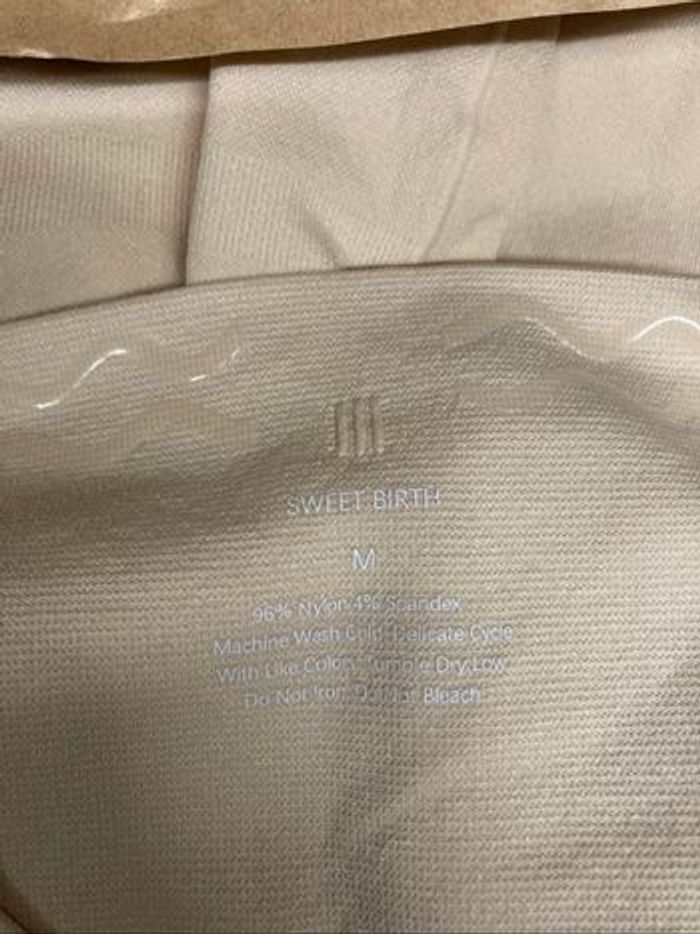 SWEET BIRTH
M
96% Nylon 4% Spandex
Machine Wash Cold, Delicate Cycle
With Like Colors Tumble Dry Low
Do Not Iron Do Not Bleach